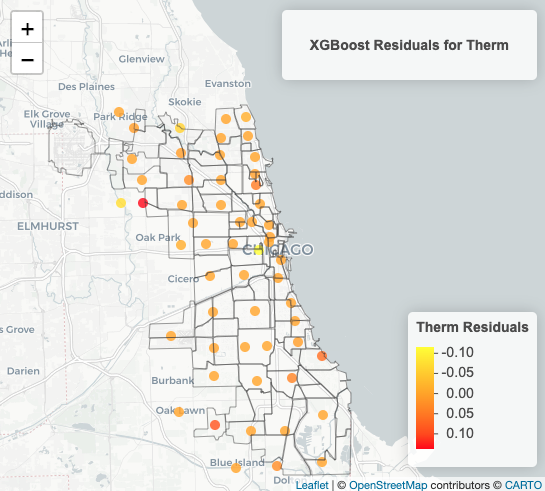 +
−
XGBoost Residuals for Therm
Glenview
Des Plaines
Evanston
Skokie
Elk Grove
Village
Park Ridge
ddison
ELMHURST
Oak Park
CHICAGO
Cicero
s Grove
Darien
Burbank
Oak Lawn
Blue Island
Dol
Therm Residuals
-0.10
-0.05
0.00
0.05
0.10
Leaflet | © OpenStreetMap contributors © CARTO